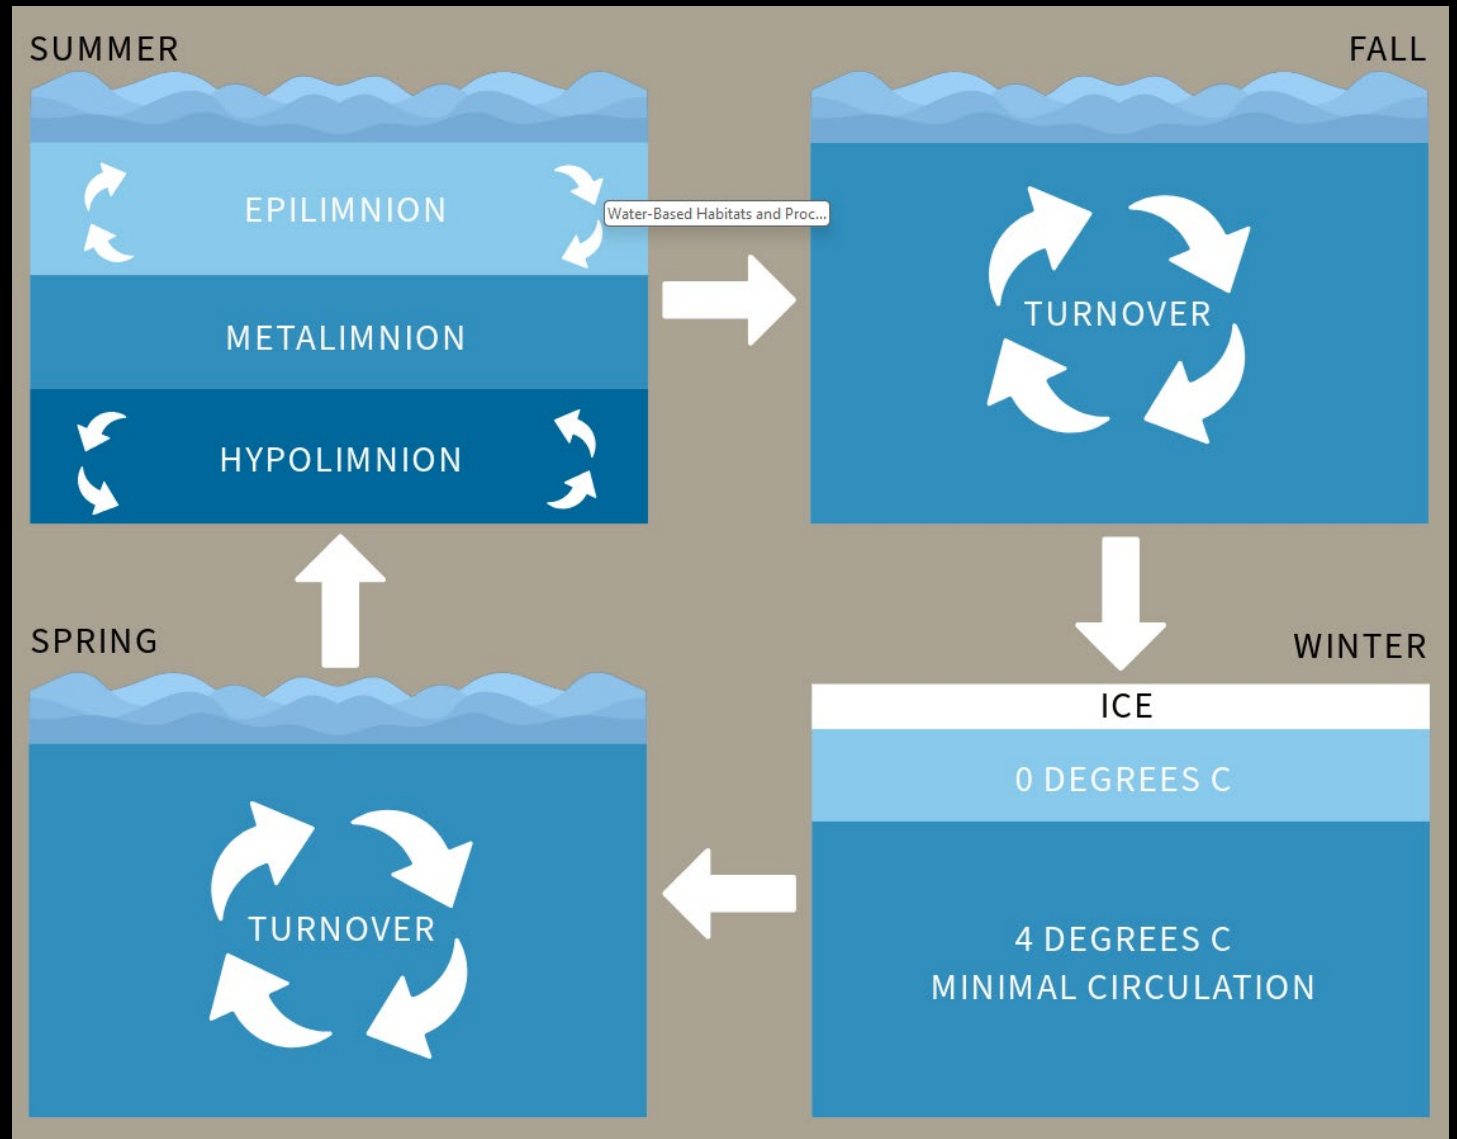 SUMMER
EPILIMNION
METALIMNION
HYPOLIMNION
Water-Based Habitats and Proc...
FALL
TURNOVER
SPRING
TURNOVER
WINTER
ICE
0 DEGREES C
4 DEGREES C
MINIMAL CIRCULATION